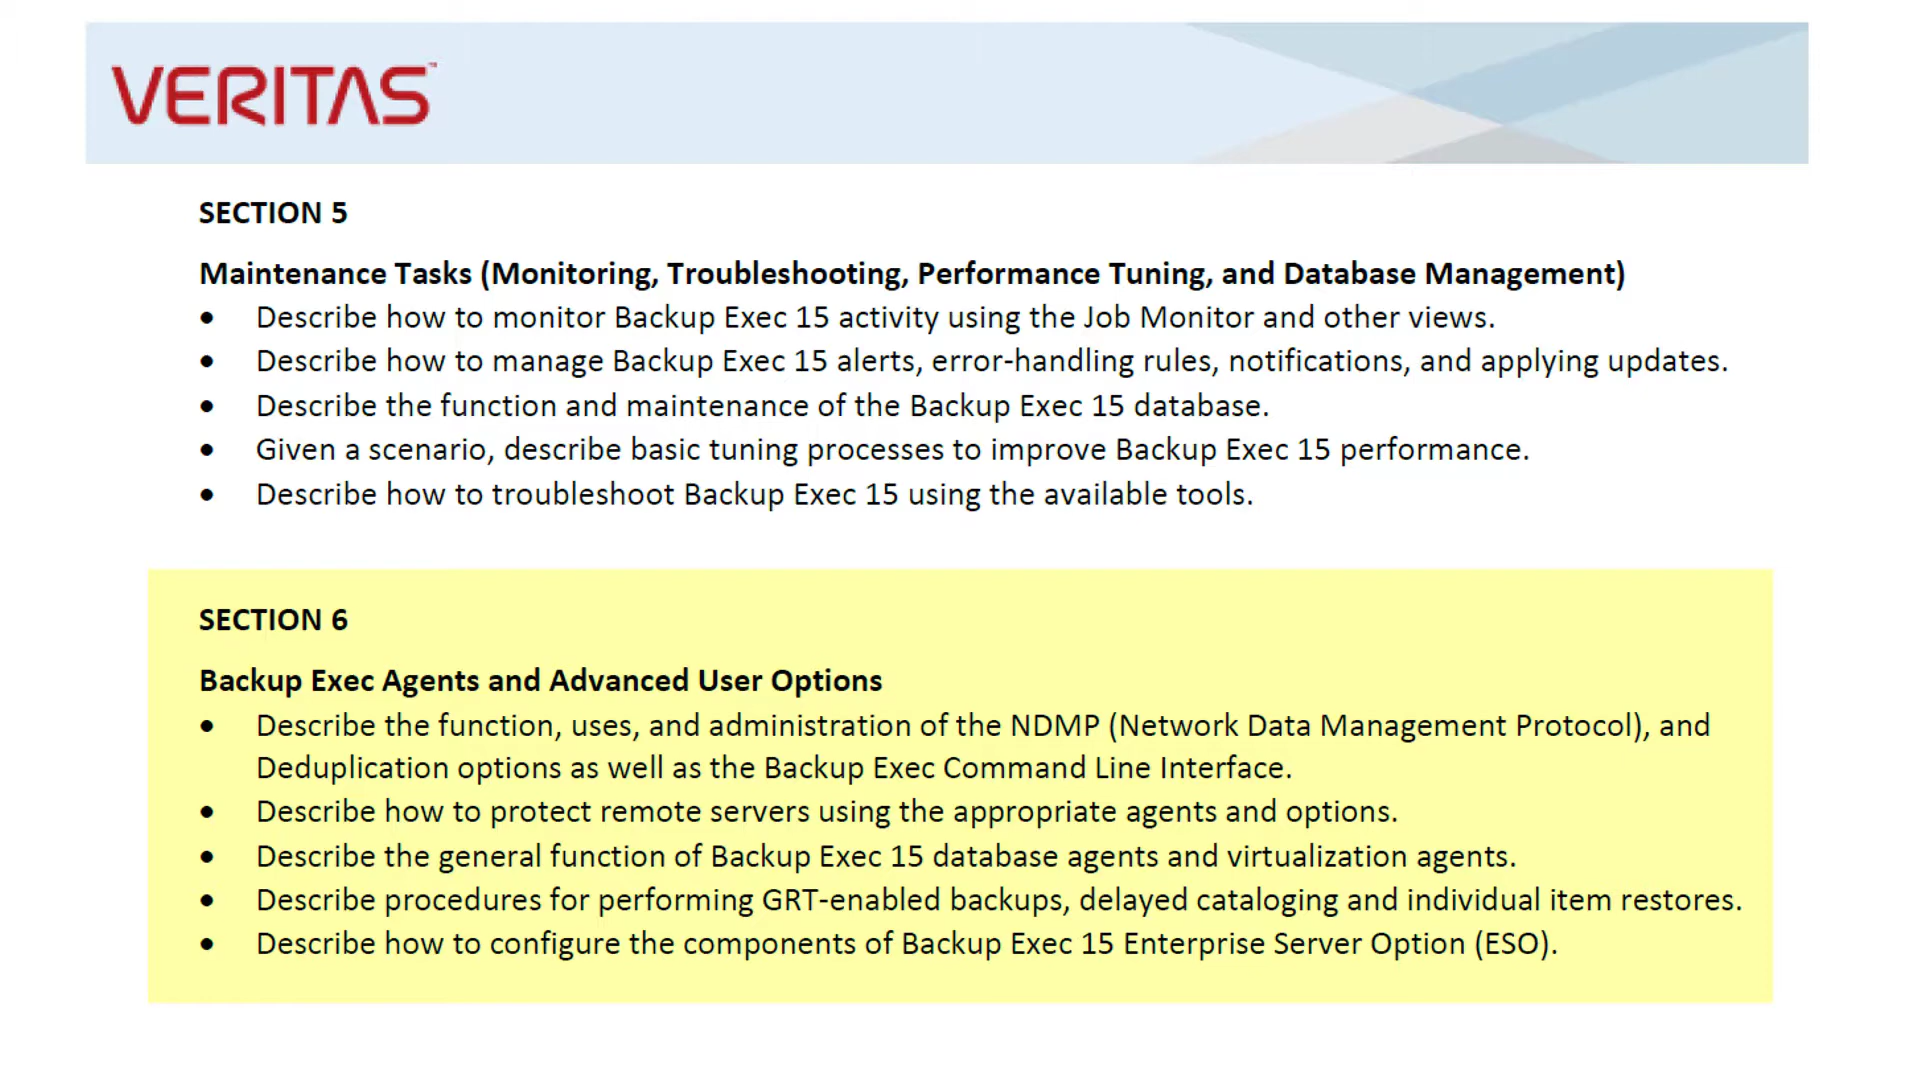 VERITAS™
SECTION 5
Maintenance Tasks (Monitoring, Troubleshooting, Performance Tuning, and Database Management)
• Describe how to monitor Backup Exec 15 activity using the Job Monitor and other views.
• Describe how to manage Backup Exec 15 alerts, error-handling rules, notifications, and applying updates.
• Describe the function and maintenance of the Backup Exec 15 database.
• Given a scenario, describe basic tuning processes to improve Backup Exec 15 performance.
• Describe how to troubleshoot Backup Exec 15 using the available tools.
SECTION 6
Backup Exec Agents and Advanced User Options
• Describe the function, uses, and administration of the NDMP (Network Data Management Protocol), and
Deduplication options as well as the Backup Exec Command Line Interface.
• Describe how to protect remote servers using the appropriate agents and options.
• Describe the general function of Backup Exec 15 database agents and virtualization agents.
• Describe procedures for performing GRT-enabled backups, delayed cataloging and individual item restores.
• Describe how to configure the components of Backup Exec 15 Enterprise Server Option (ESO).